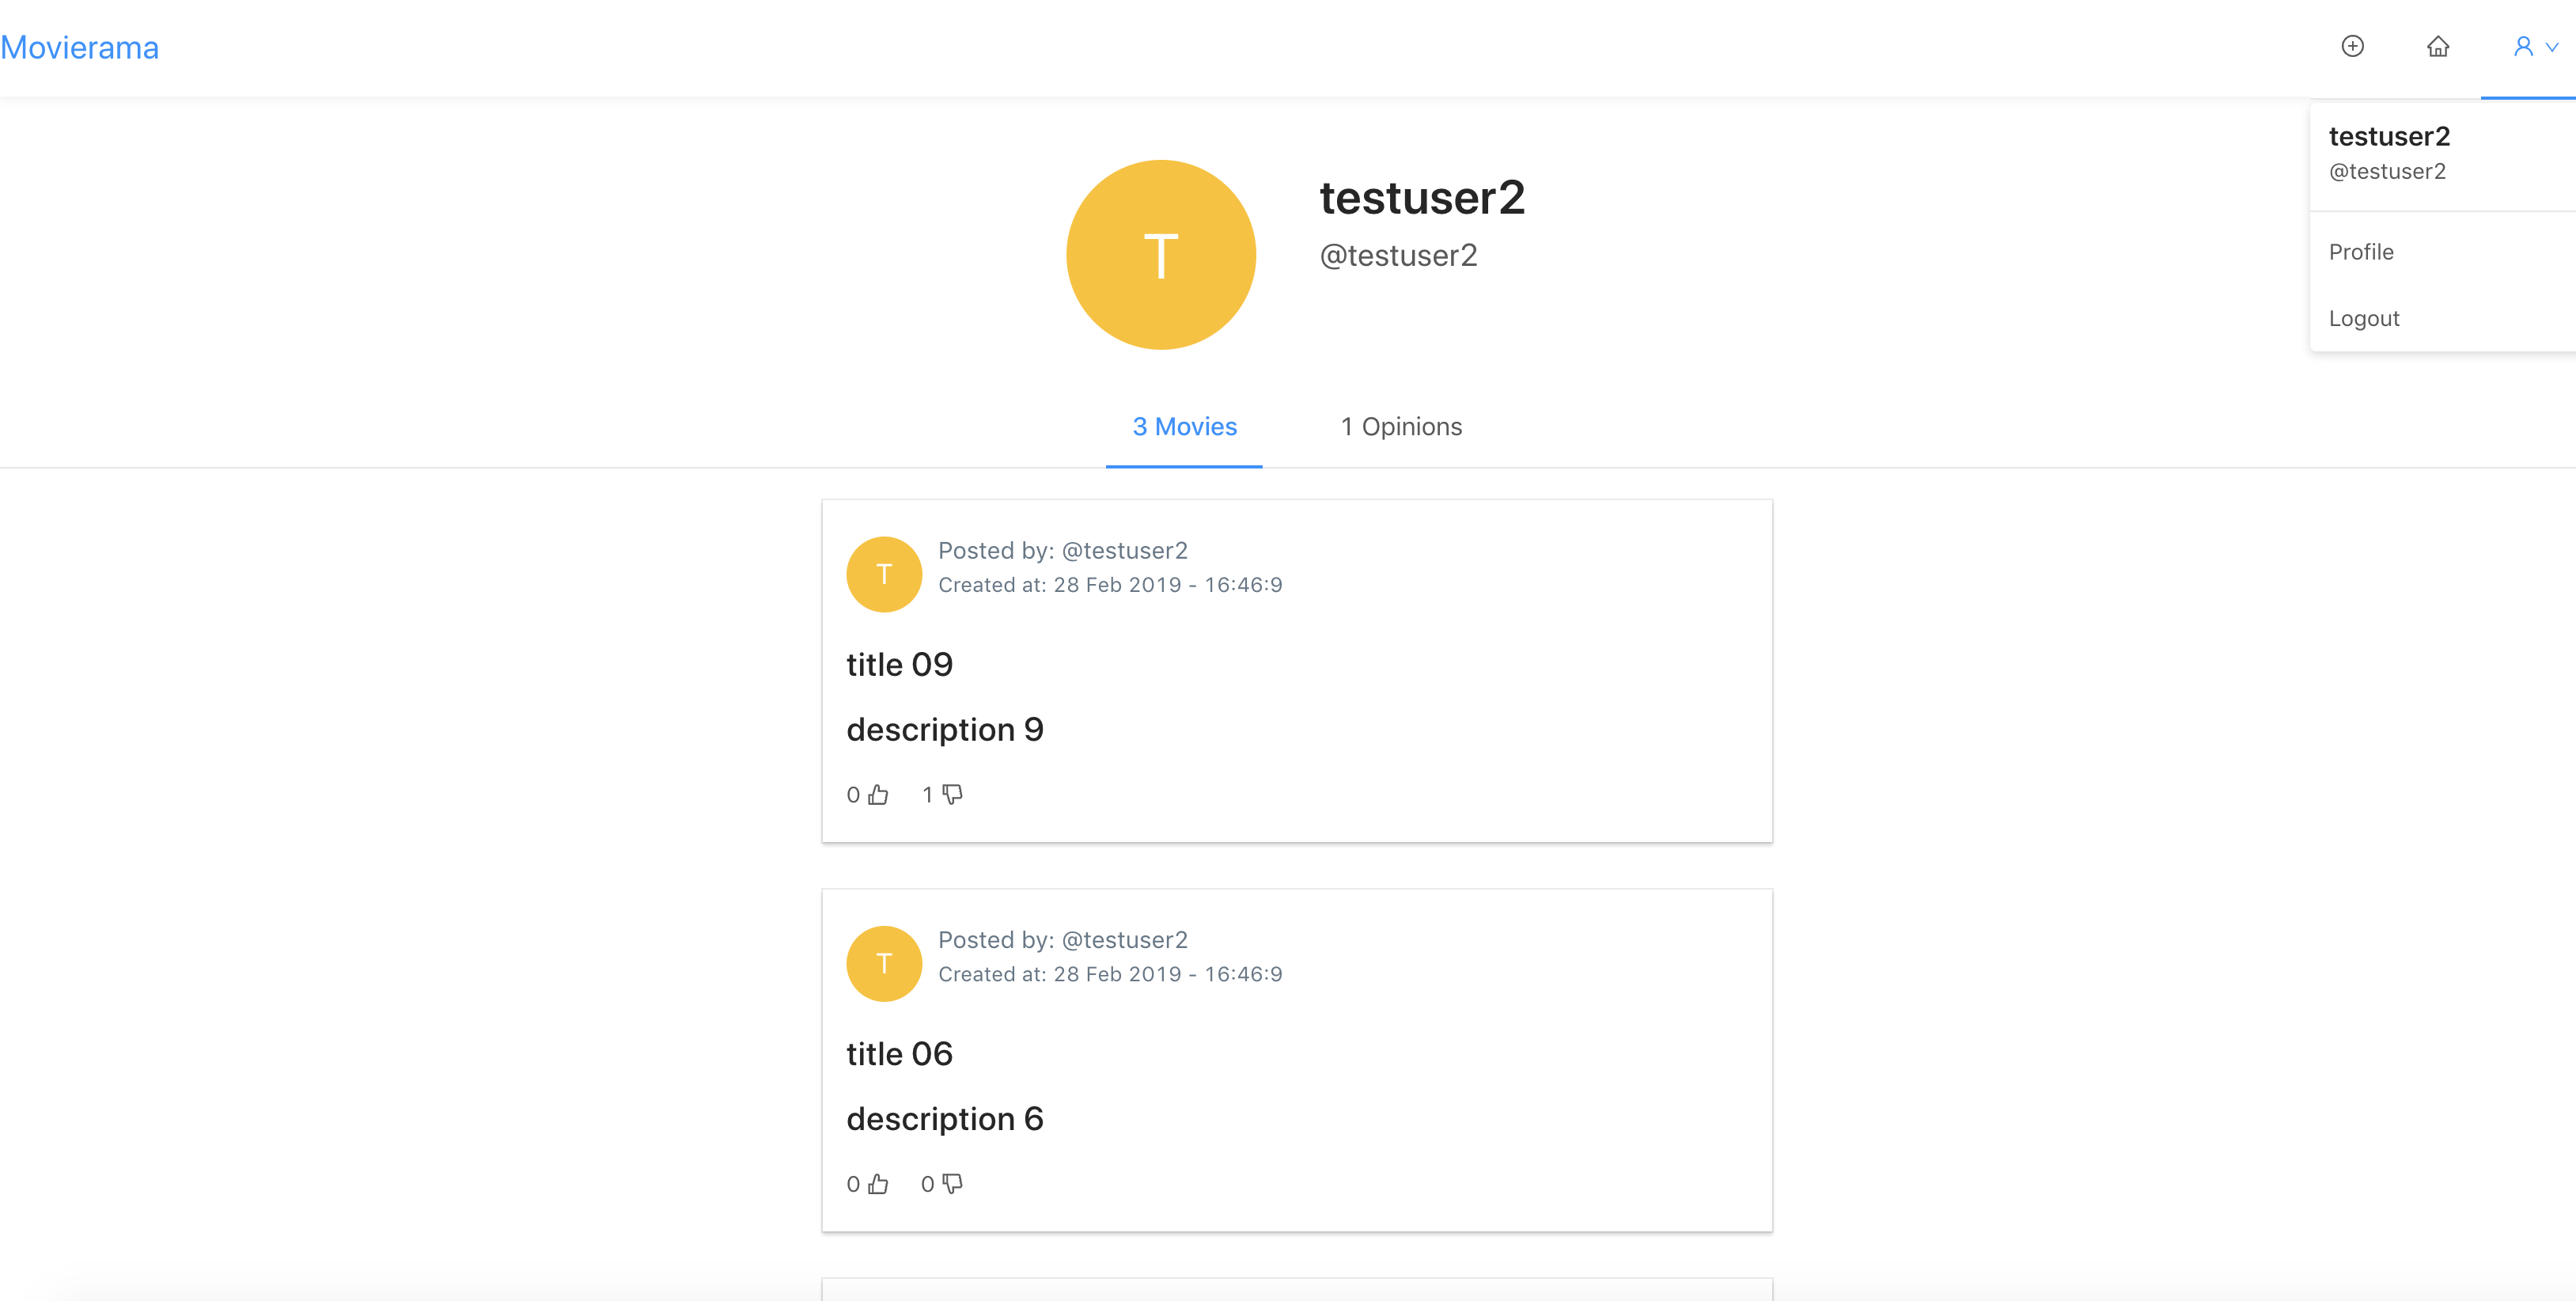 Movierama
testuser2
@testuser2
Profile
Logout
T
testuser2
@testuser2
3 Movies
1 Opinions
T
Posted by: @testuser2
Created at: 28 Feb 2019 - 16:46:9
title 09
description 9
0 1
T
Posted by: @testuser2
Created at: 28 Feb 2019 - 16:46:9
title 06
description 6
0 0